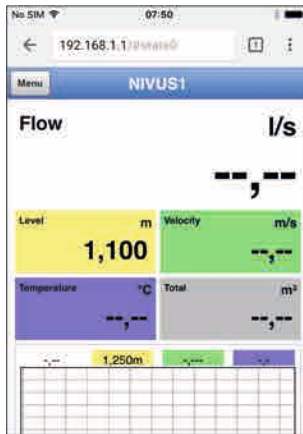 No SIM 07:50
192.168.1.1/#state0 1
Menu NIVUS1
Flow l/s
--,--
Level m Velocity m/s
1,100 --,--
Temperature °C Total m³
--,-- --,--
-,-- 1,250m -,--- -,-